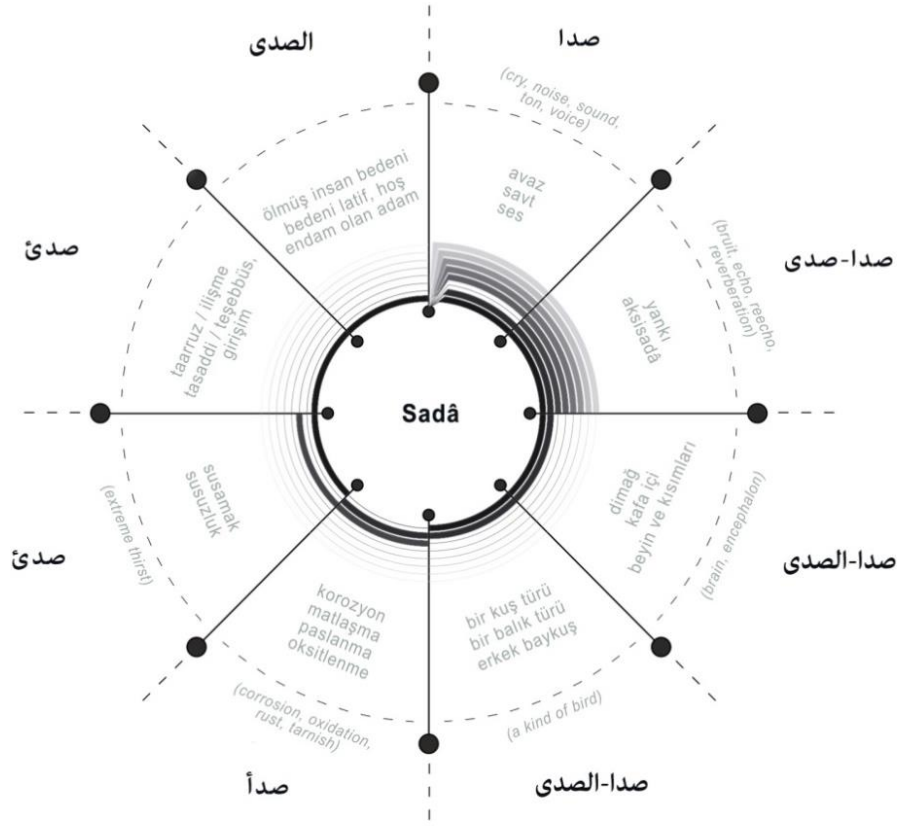 الصدى
صدا
(cry, noise, sound,
ton, voice)
avaz
savt
ses
صدا-صدى
(bruit, echo, reecho,
reverberation)
yankı
aksisadâ
صدا-الصدى
dimağ
kafa içi
beyin ve kısımları
(brain, encephalon)
صدا-الصدى
bir kuş türü
bir balık türü
erkek baykuş
(a kind of bird)
صدأ
korozyon
matlaşma
paslanma
oksitlenme
(corrosion, oxidation,
rust, tarnish)
صدئ
susamak
susuzluk
(extreme thirst)
صدئ
taarruz / ilişme
tasaddi / teşebbüs,
girişim
ölmüş insan bedeni
bedeni latif, hoş
endam olan adam
Sadâ